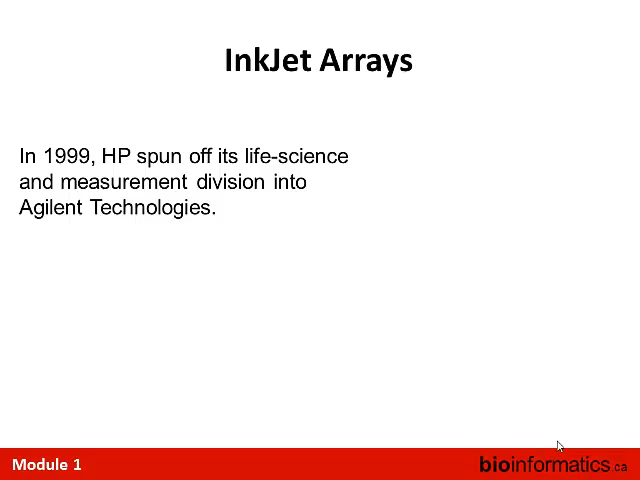 InkJet Arrays
In 1999, HP spun off its life-science
and measurement division into
Agilent Technologies.
Module 1
bioinformatics.ca